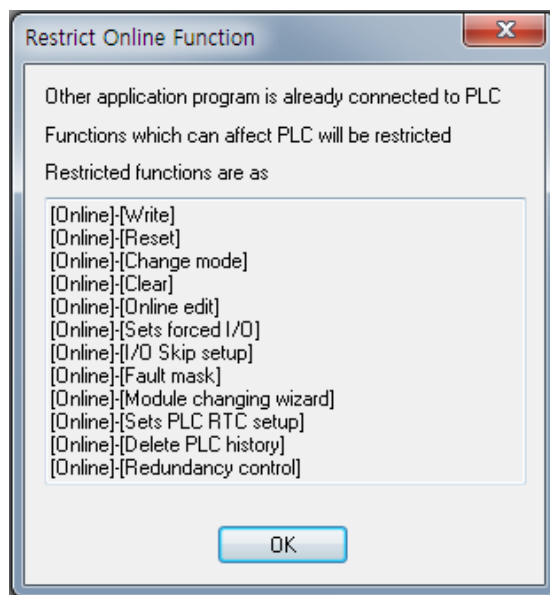 Restrict Online Function
Other application program is already connected to PLC
Functions which can affect PLC will be restricted
Restricted functions are as
[Online]-[Write]
[Online]-[Reset]
[Online]-[Change mode]
[Online]-[Clear]
[Online]-[Online edit]
[Online]-[Sets forced I/O]
[Online]-[I/O Skip setup]
[Online]-[Fault mask]
[Online]-[Module changing wizard]
[Online]-[Sets PLC RTC setup]
[Online]-[Delete PLC history]
[Online]-[Redundancy control]
OK